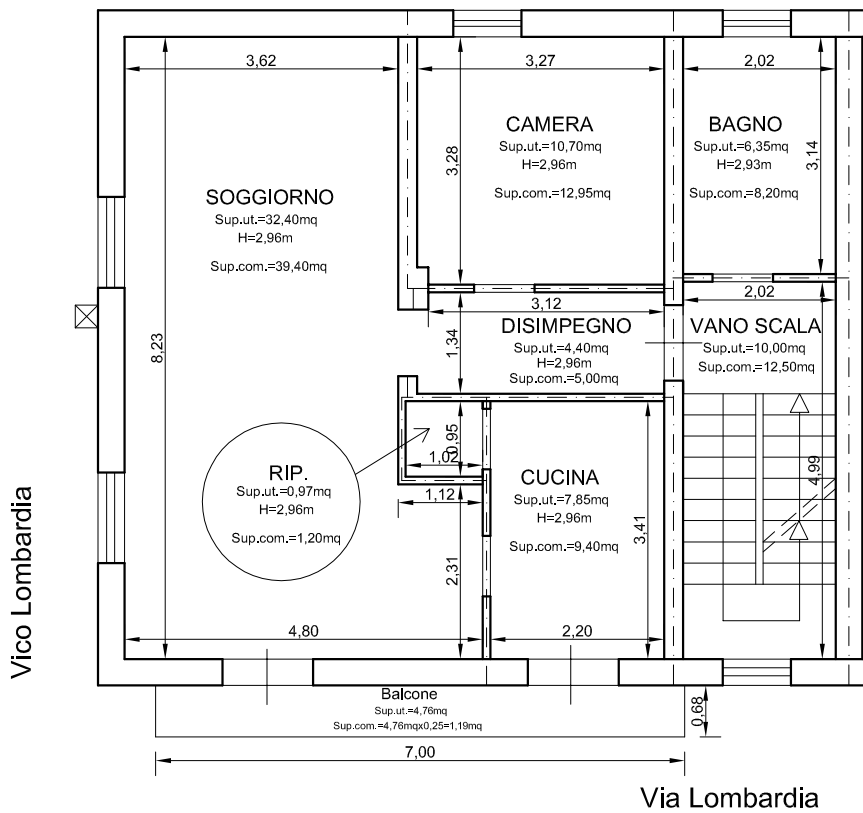 3,62
3,27
2,02
SOGGIORNO
Sup.ut.=32,40mq
H=2,96m
Sup.com.=39,40mq
8,23
CAMERA
Sup.ut.=10,70mq
H=2,96m
Sup.com.=12,95mq
3,28
BAGNO
Sup.ut.=6,35mq
H=2,93m
Sup.com.=8,20mq
3,14
3,12
1,34
DISIMPEGNO
Sup.ut.=4,40mq
H=2,96m
Sup.com.=5,00mq
2,02
VANO SCALA
Sup.ut.=10,00mq
Sup.com.=12,50mq
4,99
RIP.
Sup.ut.=0,97mq
H=2,96m
Sup.com.=1,20mq
0,95
1,02
1,12
2,31
CUCINA
Sup.ut.=7,85mq
H=2,96m
Sup.com.=9,40mq
3,41
4,80
2,20
Balcone
Sup.ut.=4,76mq
Sup.com.=4,76mqx0,25=1,19mq
0,68
7,00
Vico Lombardia
Via Lombardia